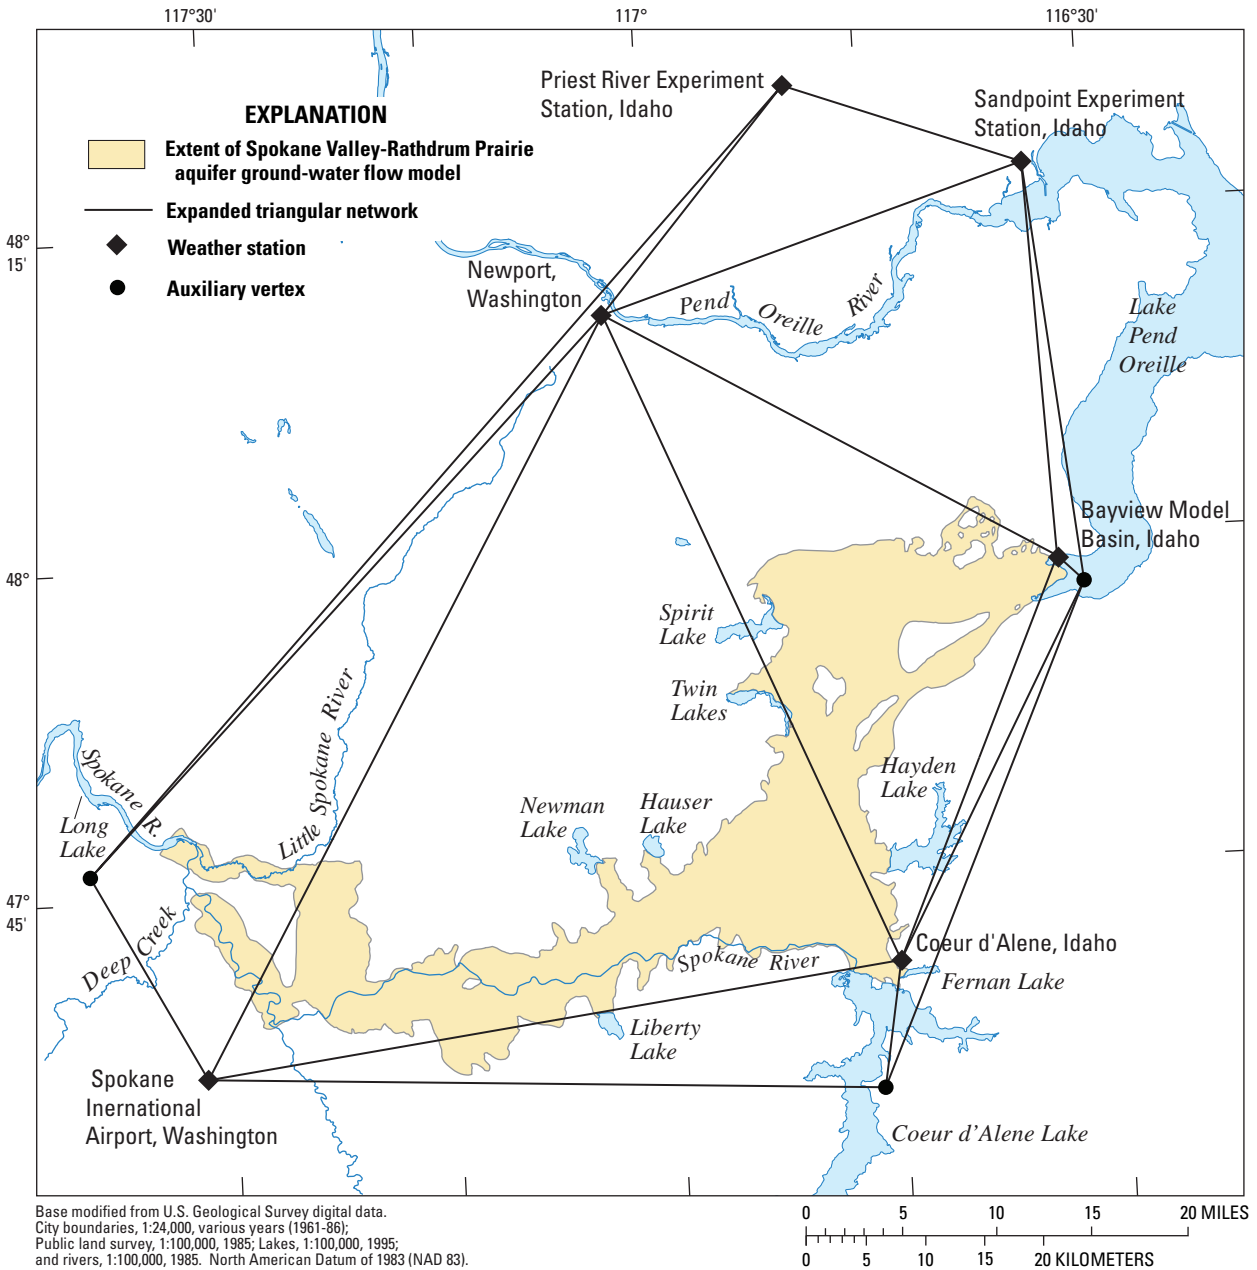 117°30'
117°
116°30'
Priest River Experiment
Station, Idaho
Sandpoint Experiment
Station, Idaho
EXPLANATION
Extent of Spokane Valley-Rathdrum Prairie
aquifer ground-water flow model
Expanded triangular network
Weather station
Auxiliary vertex
48°
15'
Newport,
Washington
Pend Oreille River
Lake
Pend
Oreille
Bayview Model
Basin, Idaho
48°
Spirit
Lake
Twin
Lakes
Little Spokane River
Spokane R.
Long
Lake
Hayden
Lake
Newman
Lake
Hauser
Lake
47°
45'
Deep Creek
Coeur d'Alene, Idaho
Spokane River
Fernan Lake
Liberty
Lake
Spokane
Inernational
Airport, Washington
Coeur d'Alene Lake
Base modified from U.S. Geological Survey digital data.
City boundaries, 1:24,000, various years (1961-86);
Public land survey, 1:100,000, 1985; Lakes, 1:100,000, 1995;
and rivers, 1:100,000, 1985. North American Datum of 1983 (NAD 83).
0 5 10 15 20 MILES
0 5 10 15 20 KILOMETERS